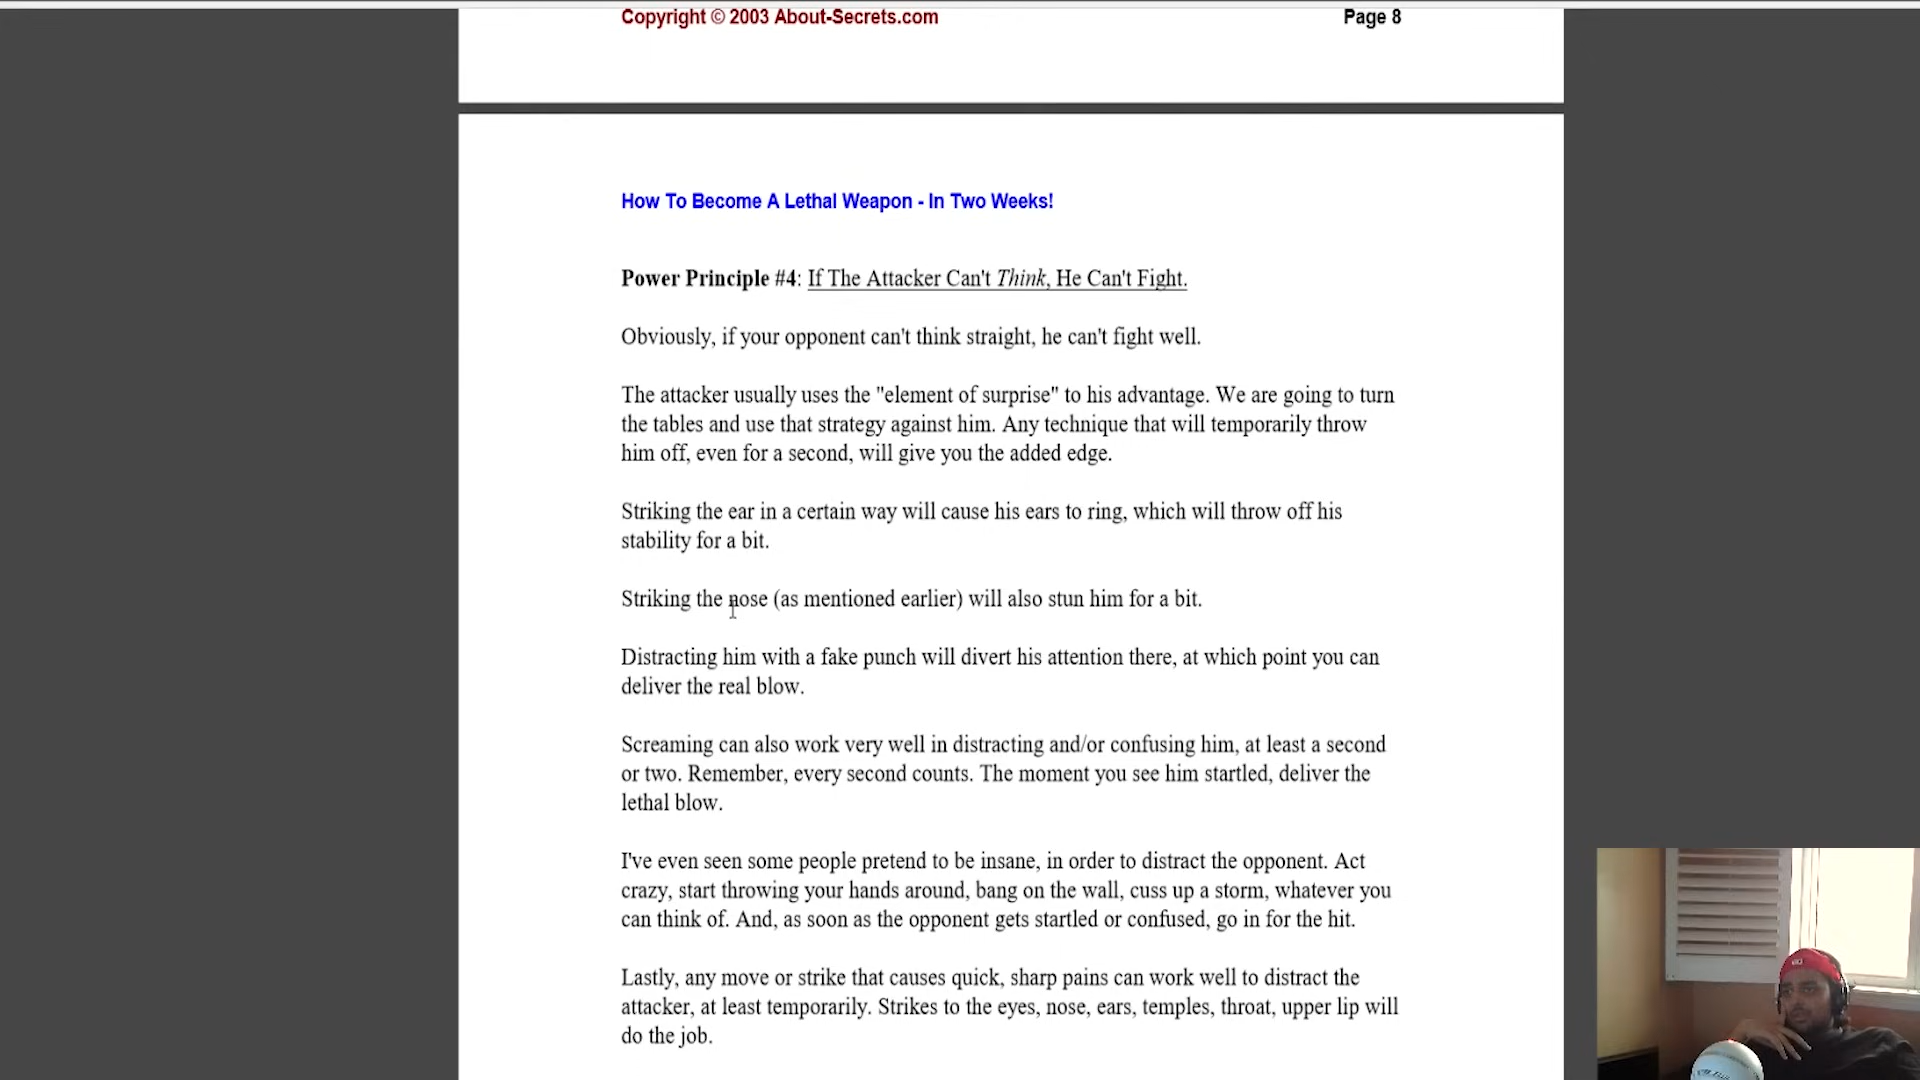 Copyright © 2003 About-Secrets.com Page 8
How To Become A Lethal Weapon - In Two Weeks!
Power Principle #4: If The Attacker Can't Think, He Can't Fight.
Obviously, if your opponent can't think straight, he can't fight well.
The attacker usually uses the "element of surprise" to his advantage. We are going to turn
the tables and use that strategy against him. Any technique that will temporarily throw
him off, even for a second, will give you the added edge.
Striking the ear in a certain way will cause his ears to ring, which will throw off his
stability for a bit.
Striking the nose (as mentioned earlier) will also stun him for a bit.
Distracting him with a fake punch will divert his attention there, at which point you can
deliver the real blow.
Screaming can also work very well in distracting and/or confusing him, at least a second
or two. Remember, every second counts. The moment you see him startled, deliver the
lethal blow.
I've even seen some people pretend to be insane, in order to distract the opponent. Act
crazy, start throwing your hands around, bang on the wall, cuss up a storm, whatever you
can think of. And, as soon as the opponent gets startled or confused, go in for the hit.
Lastly, any move or strike that causes quick, sharp pains can work well to distract the
attacker, at least temporarily. Strikes to the eyes, nose, ears, temples, throat, upper lip will
do the job.